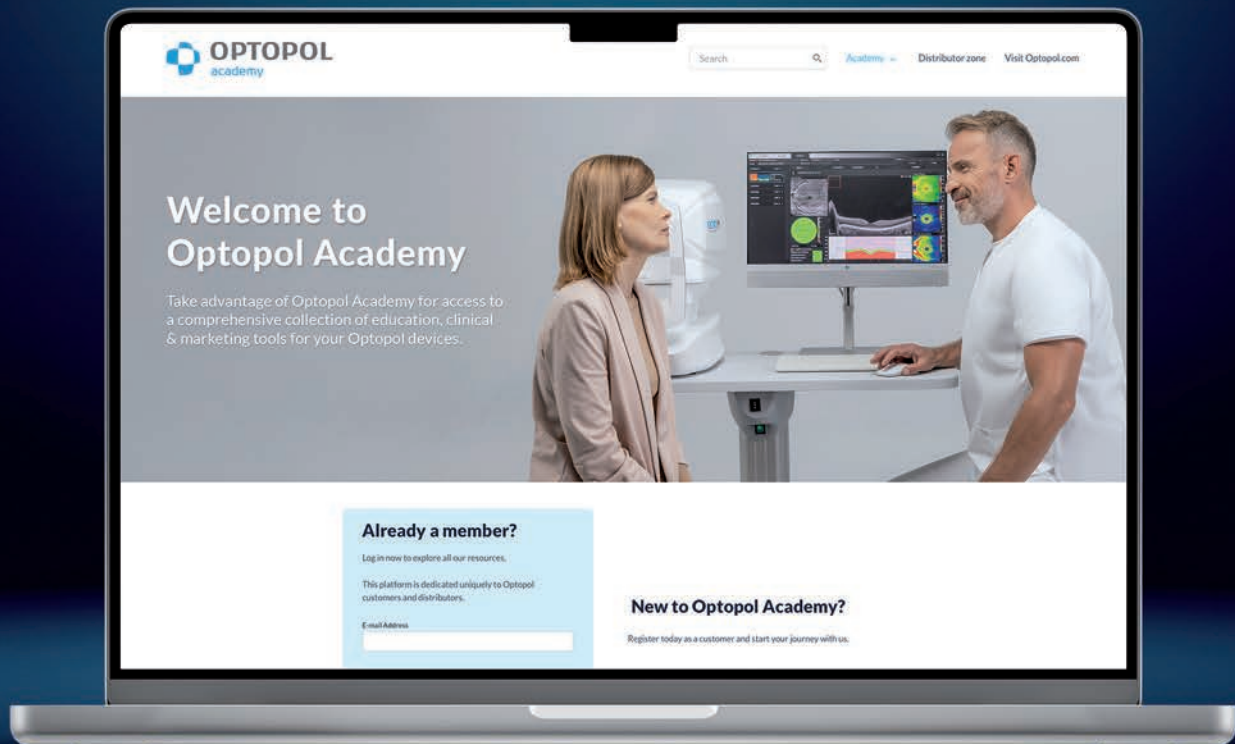 OPTOPOL
academy
Search
Academy
Distributor zone
Visit Optopol.com
Welcome to
Optopol Academy
Take advantage of Optopol Academy for access to
a comprehensive collection of education, clinical
& marketing tools for your Optopol devices.
Already a member?
Log in now to explore all our resources.
This platform is dedicated uniquely to Optopol
customers and distributors.
E-mail Address
New to Optopol Academy?
Register today as a customer and start your journey with us.